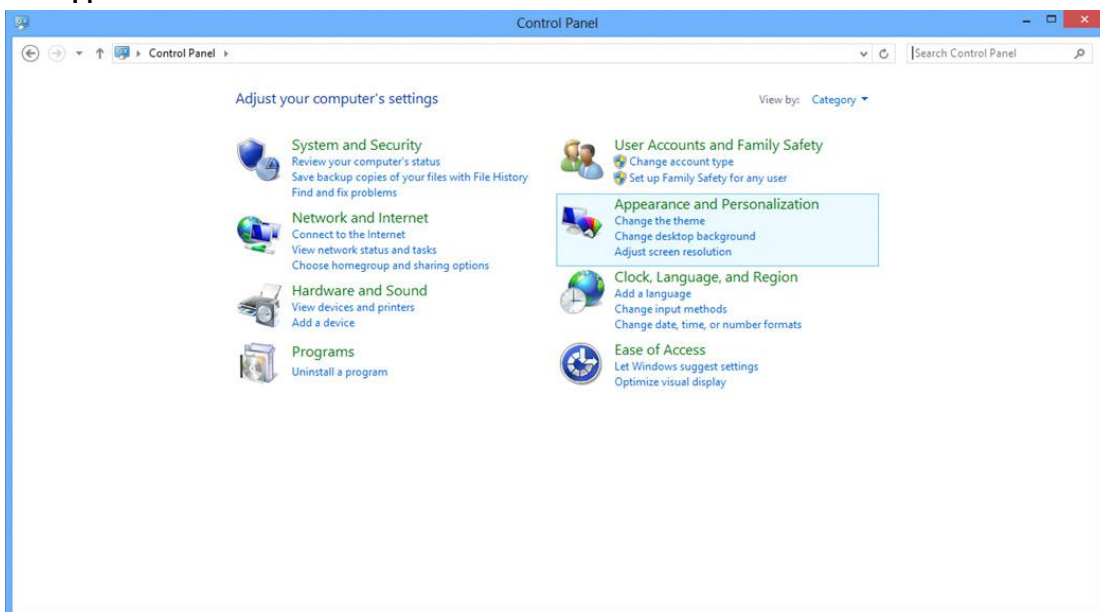 Control Panel
Control Panel
Search Control Panel
Adjust your computer's settings
View by: Category
System and Security
Review your computer's status
Save backup copies of your files with File History
Find and fix problems
Network and Internet
Connect to the Internet
View network status and tasks
Choose homegroup and sharing options
Hardware and Sound
View devices and printers
Add a device
Programs
Uninstall a program
User Accounts and Family Safety
Change account type
Set up Family Safety for any user
Appearance and Personalization
Change the theme
Change desktop background
Adjust screen resolution
Clock, Language, and Region
Add a language
Change input methods
Change date, time, or number formats
Ease of Access
Let Windows suggest settings
Optimize visual display